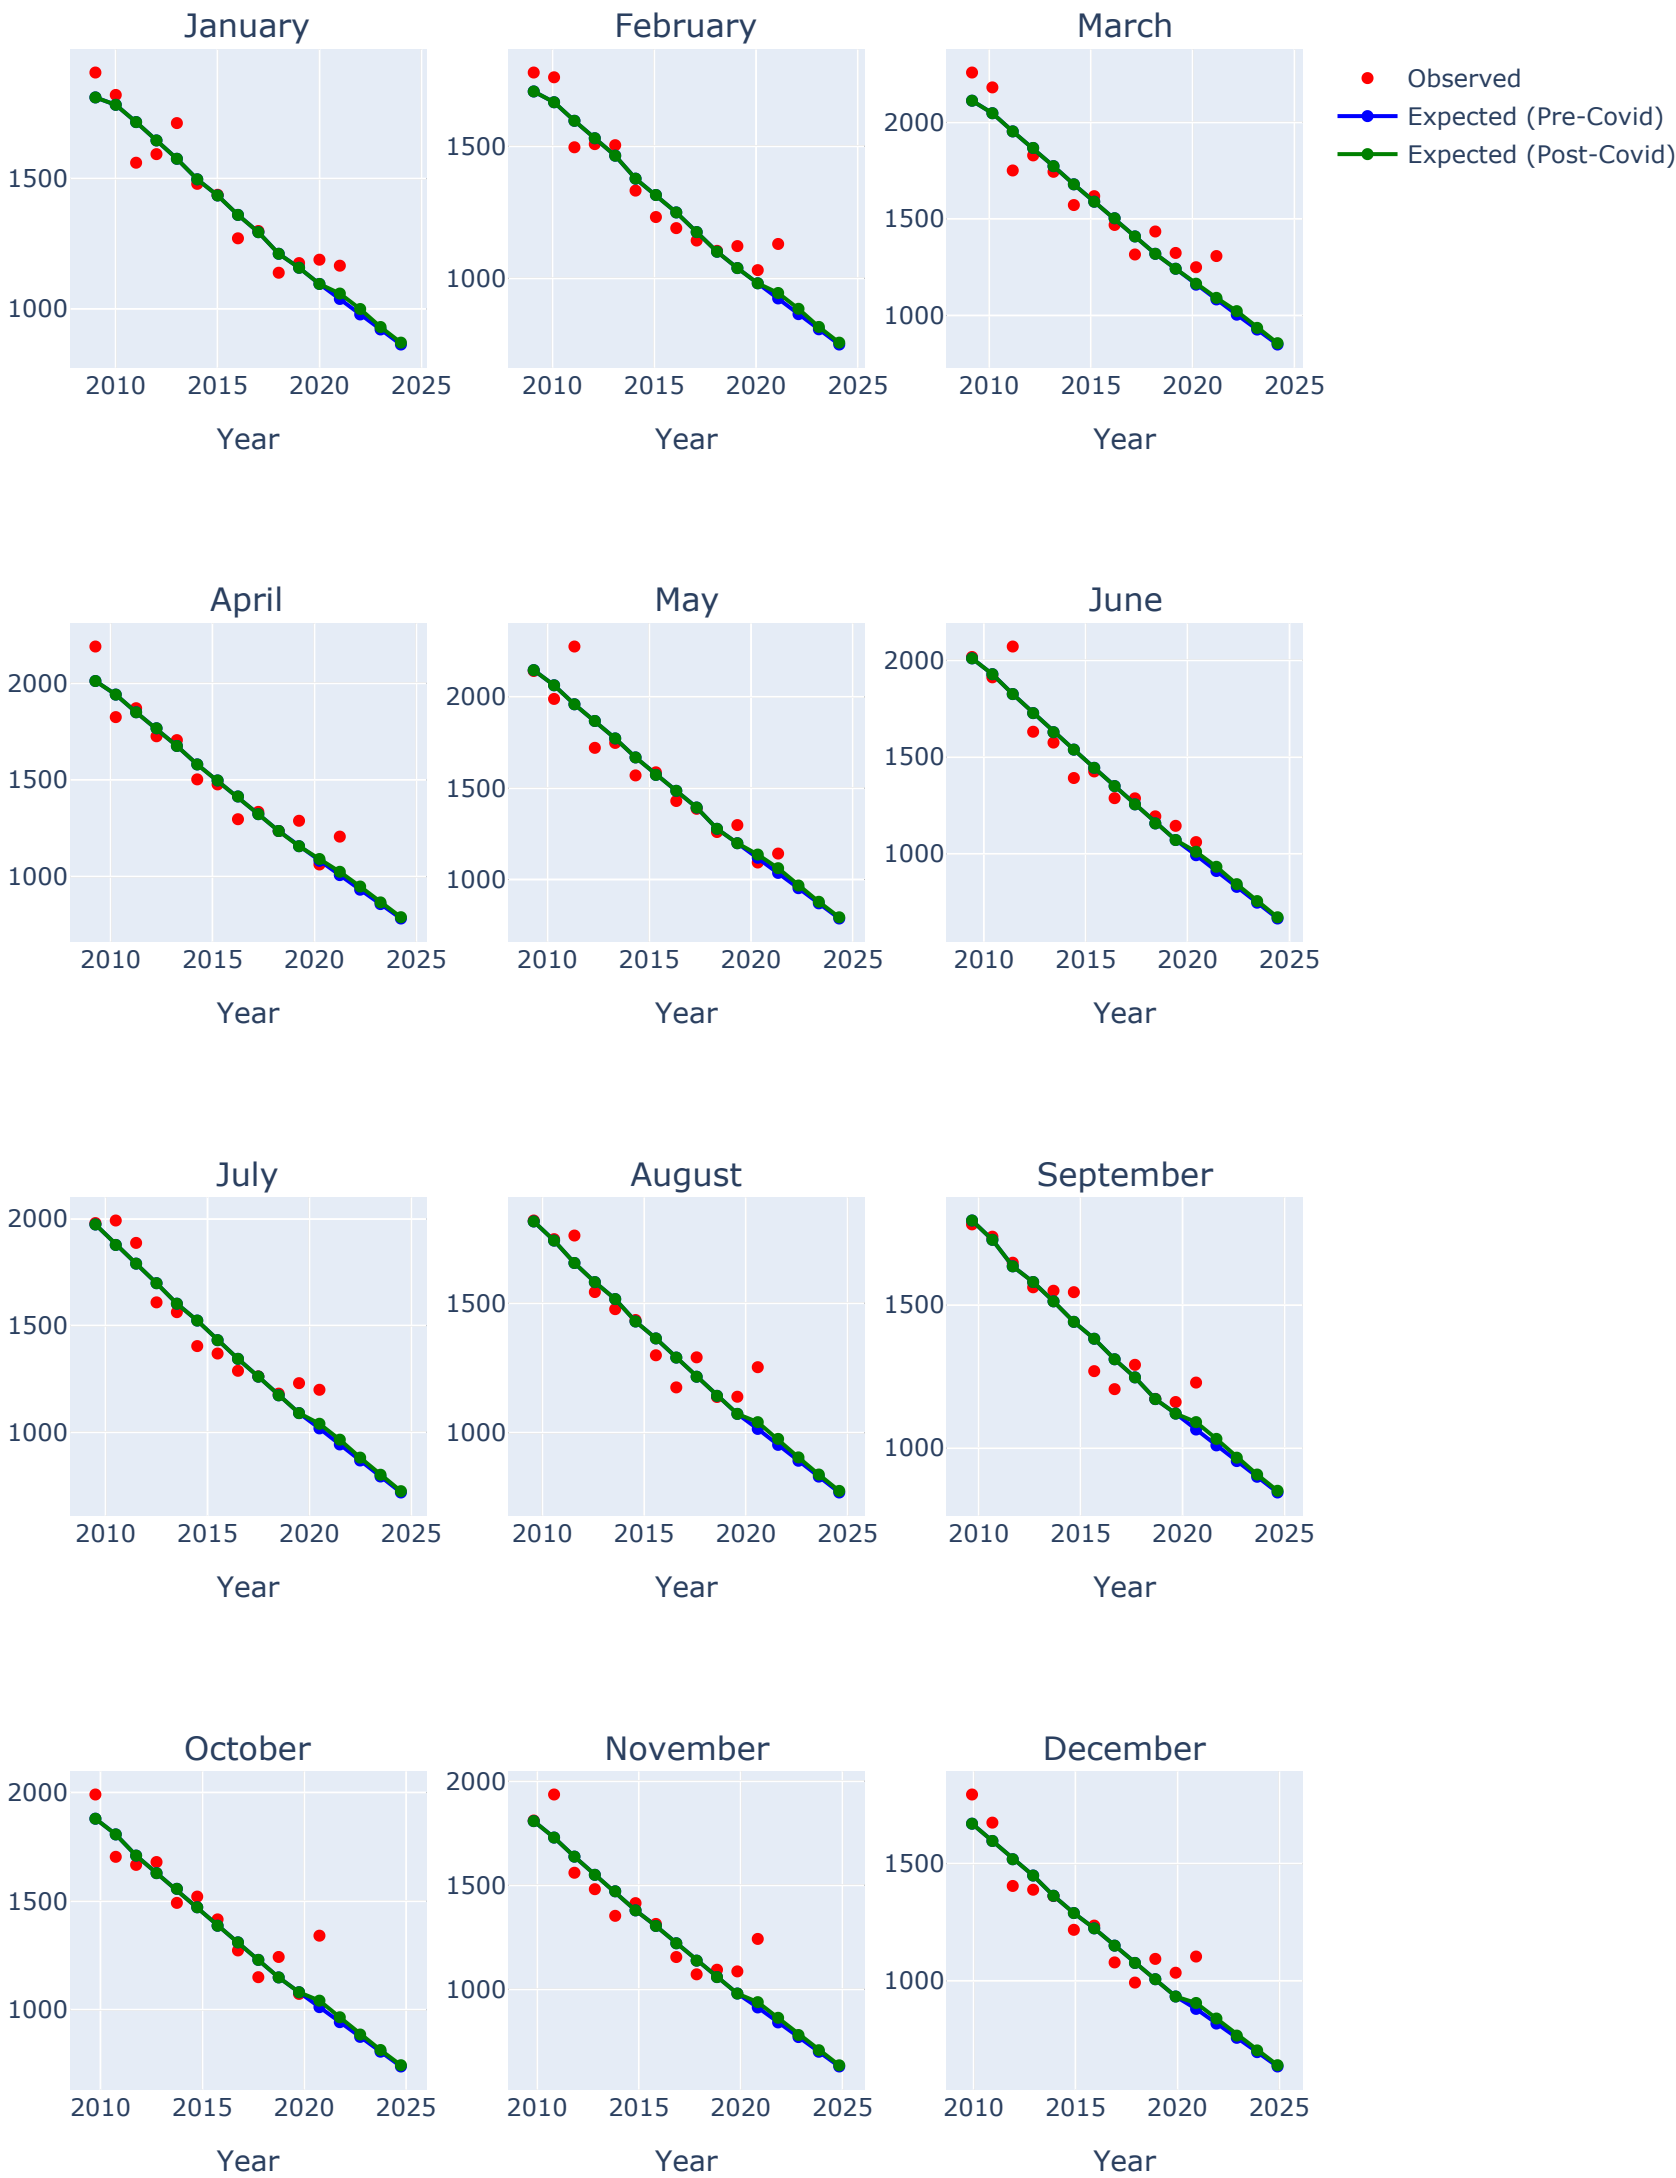 January February March
Observed
Expected (Pre-Covid)
Expected (Post-Covid)
1500
1000
1500
1000
2000
1500
1000
2010 2015 2020 2025 2010 2015 2020 2025 2010 2015 2020 2025
Year Year Year
April May June
2000
1500
1000
2000
1500
1000
2000
1500
1000
2010 2015 2020 2025 2010 2015 2020 2025 2010 2015 2020 2025
Year Year Year
July August September
2000
1500
1000
1500
1000
1500
1000
2010 2015 2020 2025 2010 2015 2020 2025 2010 2015 2020 2025
Year Year Year
October November December
2000
1500
1000
2000
1500
1000
1500
1000
2010 2015 2020 2025 2010 2015 2020 2025 2010 2015 2020 2025
Year Year Year